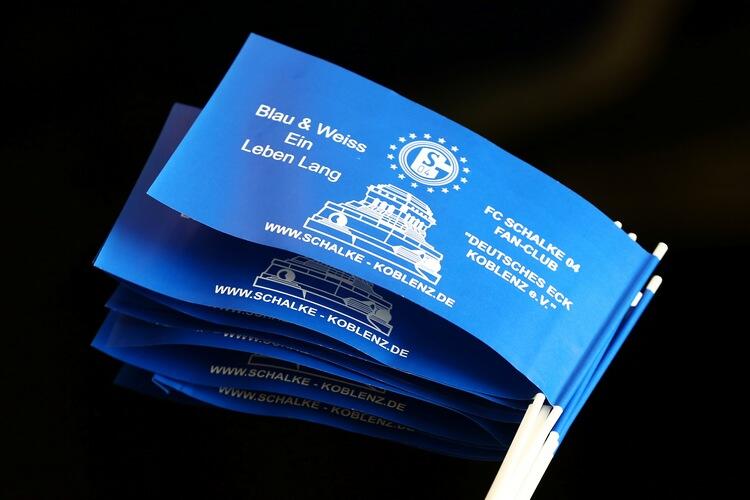 Blau & Weiss
Ein
Leben Lang
S
04
FC SCHALKE 04
FAN-CLUB
"DEUTSCHES ECK
KOBLENZ e.V."
WWW.SCHALKE - KOBLENZ.DE
WWW.SCHALKE - KOBLENZ.DE
WWW.SCHALKE - KOBLENZ.DE
WWW.SCHALKE - KOBLENZ.DE